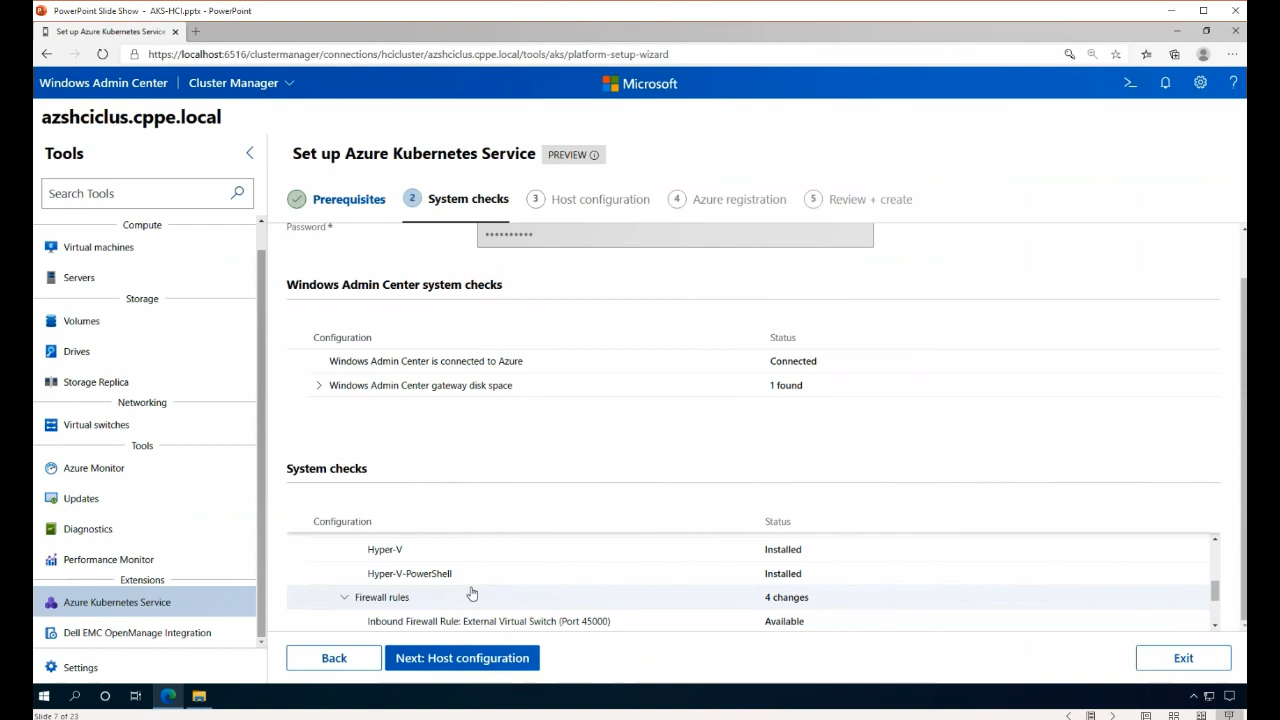 PowerPoint Slide Show - AKS-HCI.pptx - PowerPoint
Set up Azure Kubernetes Service
https://localhost:6516/clustermanager/connections/hcicluster/azshciclus.cppe.local/tools/aks/platform-setup-wizard
Windows Admin Center | Cluster Manager Microsoft >_ ?
azshciclus.cppe.local
Tools
Search Tools
Compute
Virtual machines
Servers
Storage
Volumes
Drives
Storage Replica
Networking
Virtual switches
Tools
Azure Monitor
Updates
Diagnostics
Performance Monitor
Extensions
Azure Kubernetes Service
Dell EMC OpenManage Integration
Settings
Set up Azure Kubernetes Service PREVIEW
Prerequisites 2 System checks 3 Host configuration 4 Azure registration 5 Review + create
Password * ••••••••••
Windows Admin Center system checks
Configuration Status
Windows Admin Center is connected to Azure Connected
Windows Admin Center gateway disk space 1 found
System checks
Configuration Status
Hyper-V Installed
Hyper-V-PowerShell Installed
Firewall rules 4 changes
Inbound Firewall Rule: External Virtual Switch (Port 45000) Available
Back Next: Host configuration Exit
Slide 7 of 23